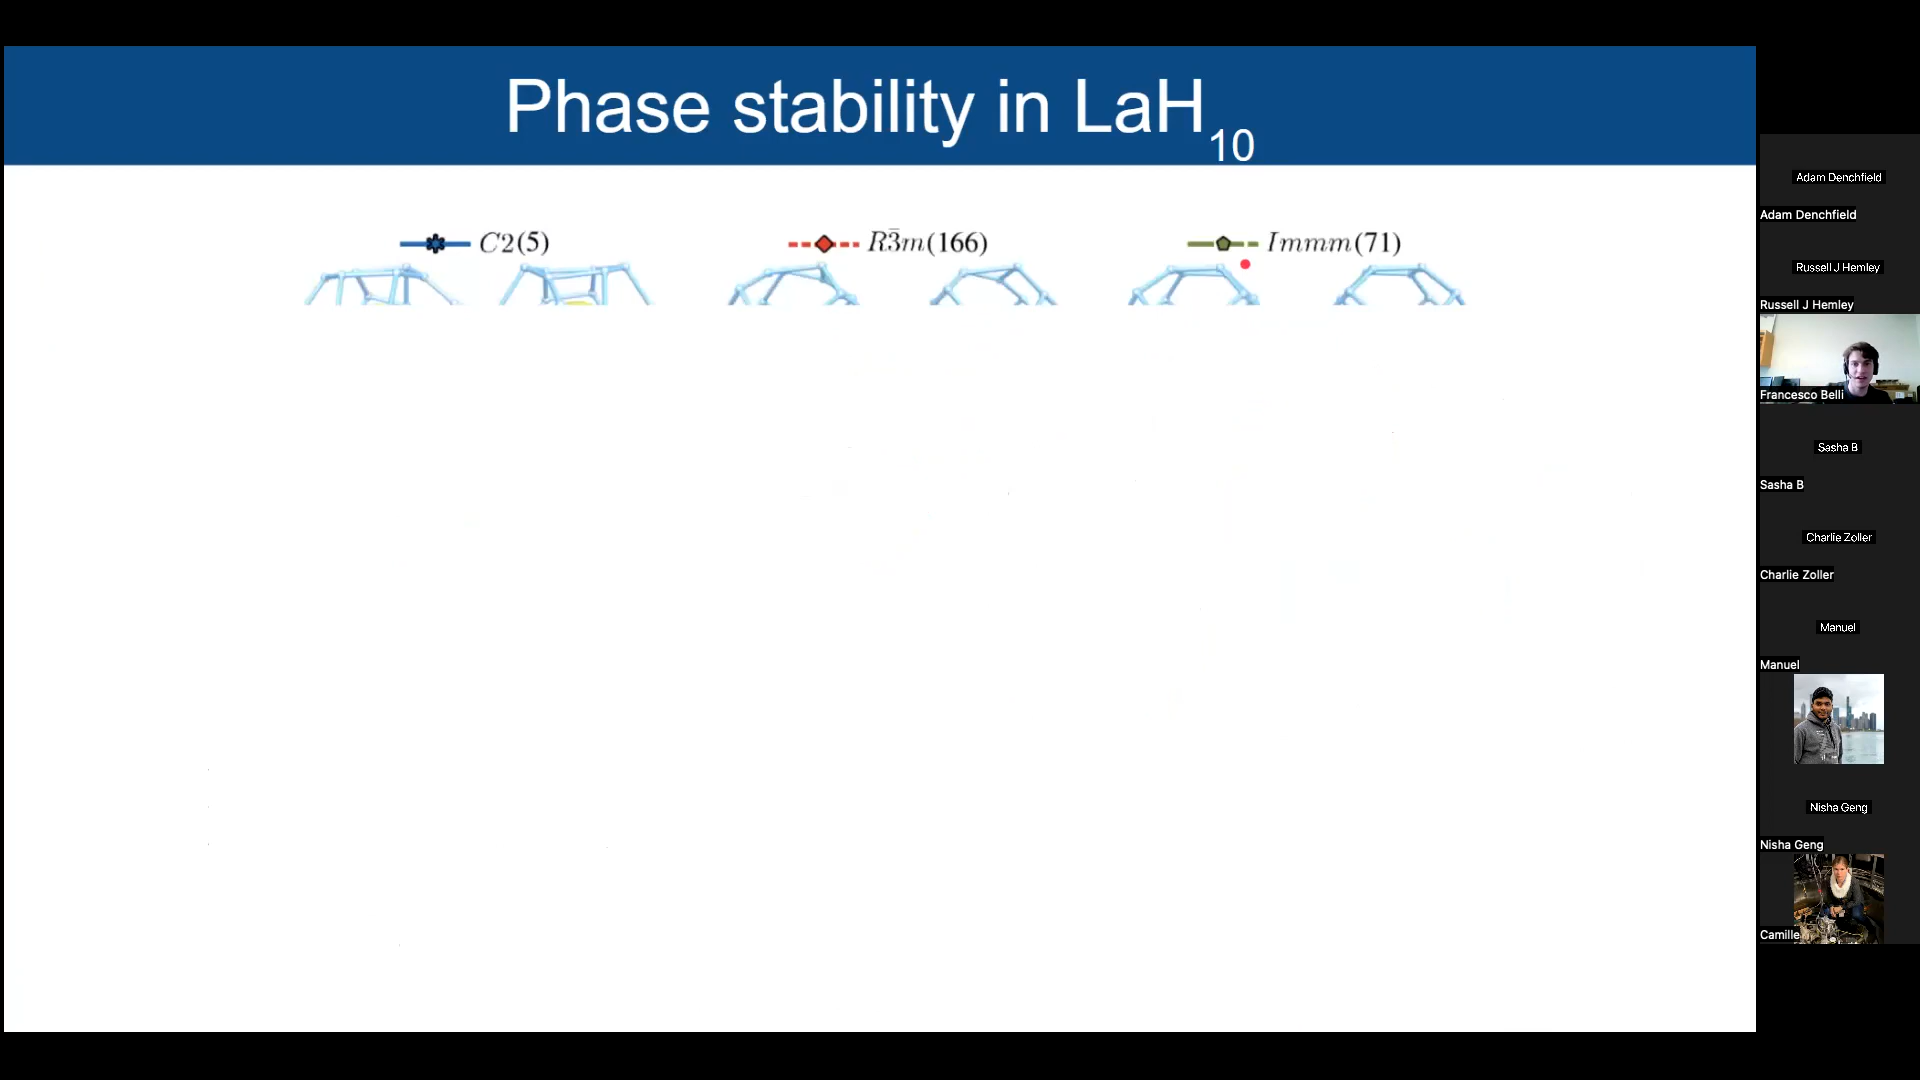 Phase stability in LaH10
C2(5)
R3̄m(166)
Immm(71)
Adam Denchfield
Adam Denchfield
Russell J Hemley
Russell J Hemley
Francesco Belli
Sasha B
Sasha B
Charlie Zoller
Charlie Zoller
Manuel
Manuel
Nisha Geng
Nisha Geng
Camille